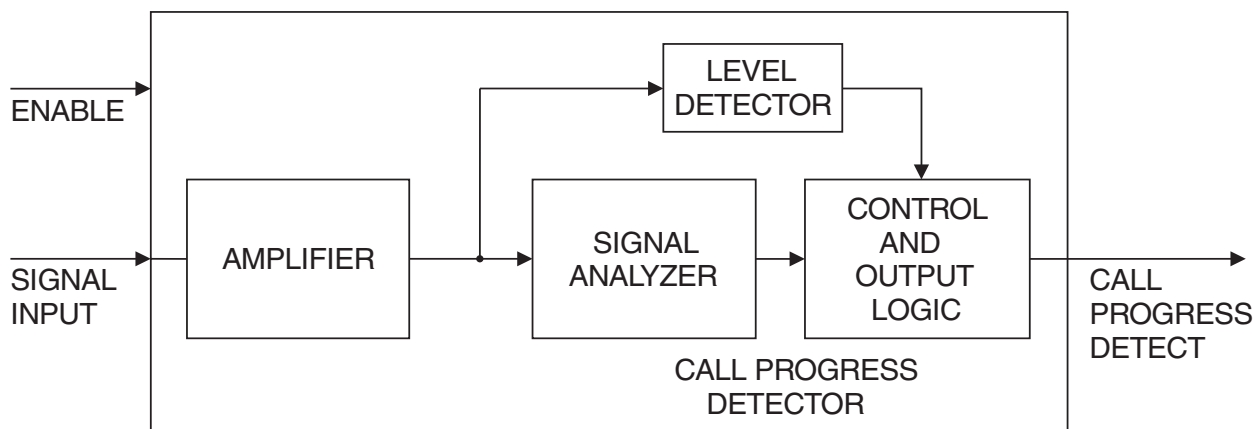 ENABLE
SIGNAL
INPUT
AMPLIFIER
LEVEL
DETECTOR
SIGNAL
ANALYZER
CONTROL
AND
OUTPUT
LOGIC
CALL PROGRESS
DETECTOR
CALL
PROGRESS
DETECT